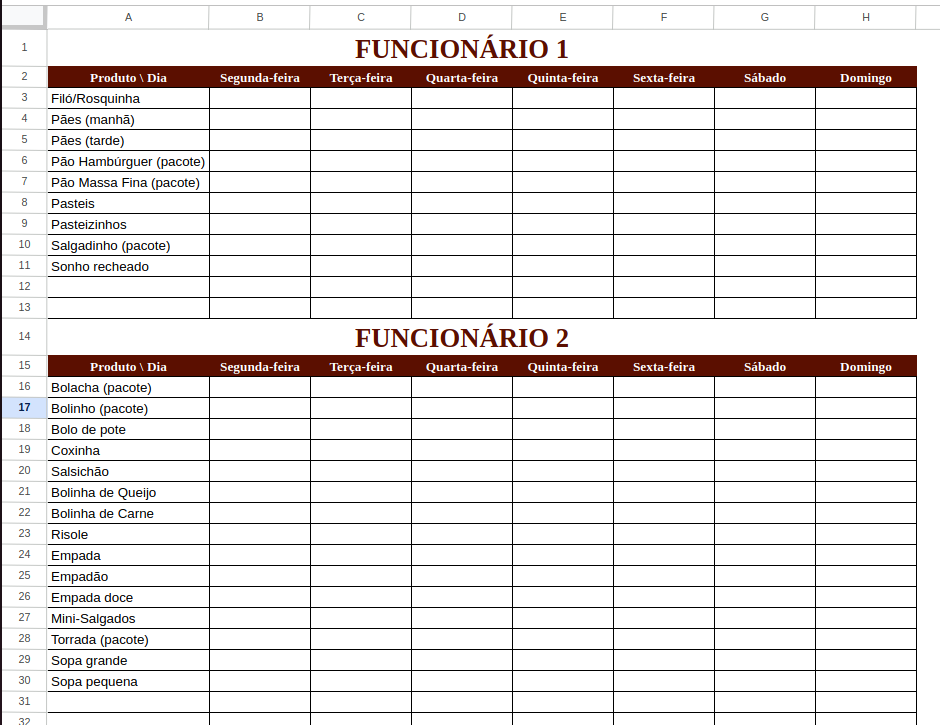 A B C D E F G H
1 FUNCIONÁRIO 1
2 Produto \ Dia Segunda-feira Terça-feira Quarta-feira Quinta-feira Sexta-feira Sábado Domingo
3 Filó/Rosquinha
4 Pães (manhã)
5 Pães (tarde)
6 Pão Hambúrguer (pacote)
7 Pão Massa Fina (pacote)
8 Pasteis
9 Pasteizinhos
10 Salgadinho (pacote)
11 Sonho recheado
12
13
14 FUNCIONÁRIO 2
15 Produto \ Dia Segunda-feira Terça-feira Quarta-feira Quinta-feira Sexta-feira Sábado Domingo
16 Bolacha (pacote)
17 Bolinho (pacote)
18 Bolo de pote
19 Coxinha
20 Salsichão
21 Bolinha de Queijo
22 Bolinha de Carne
23 Risole
24 Empada
25 Empadão
26 Empada doce
27 Mini-Salgados
28 Torrada (pacote)
29 Sopa grande
30 Sopa pequena
31
32